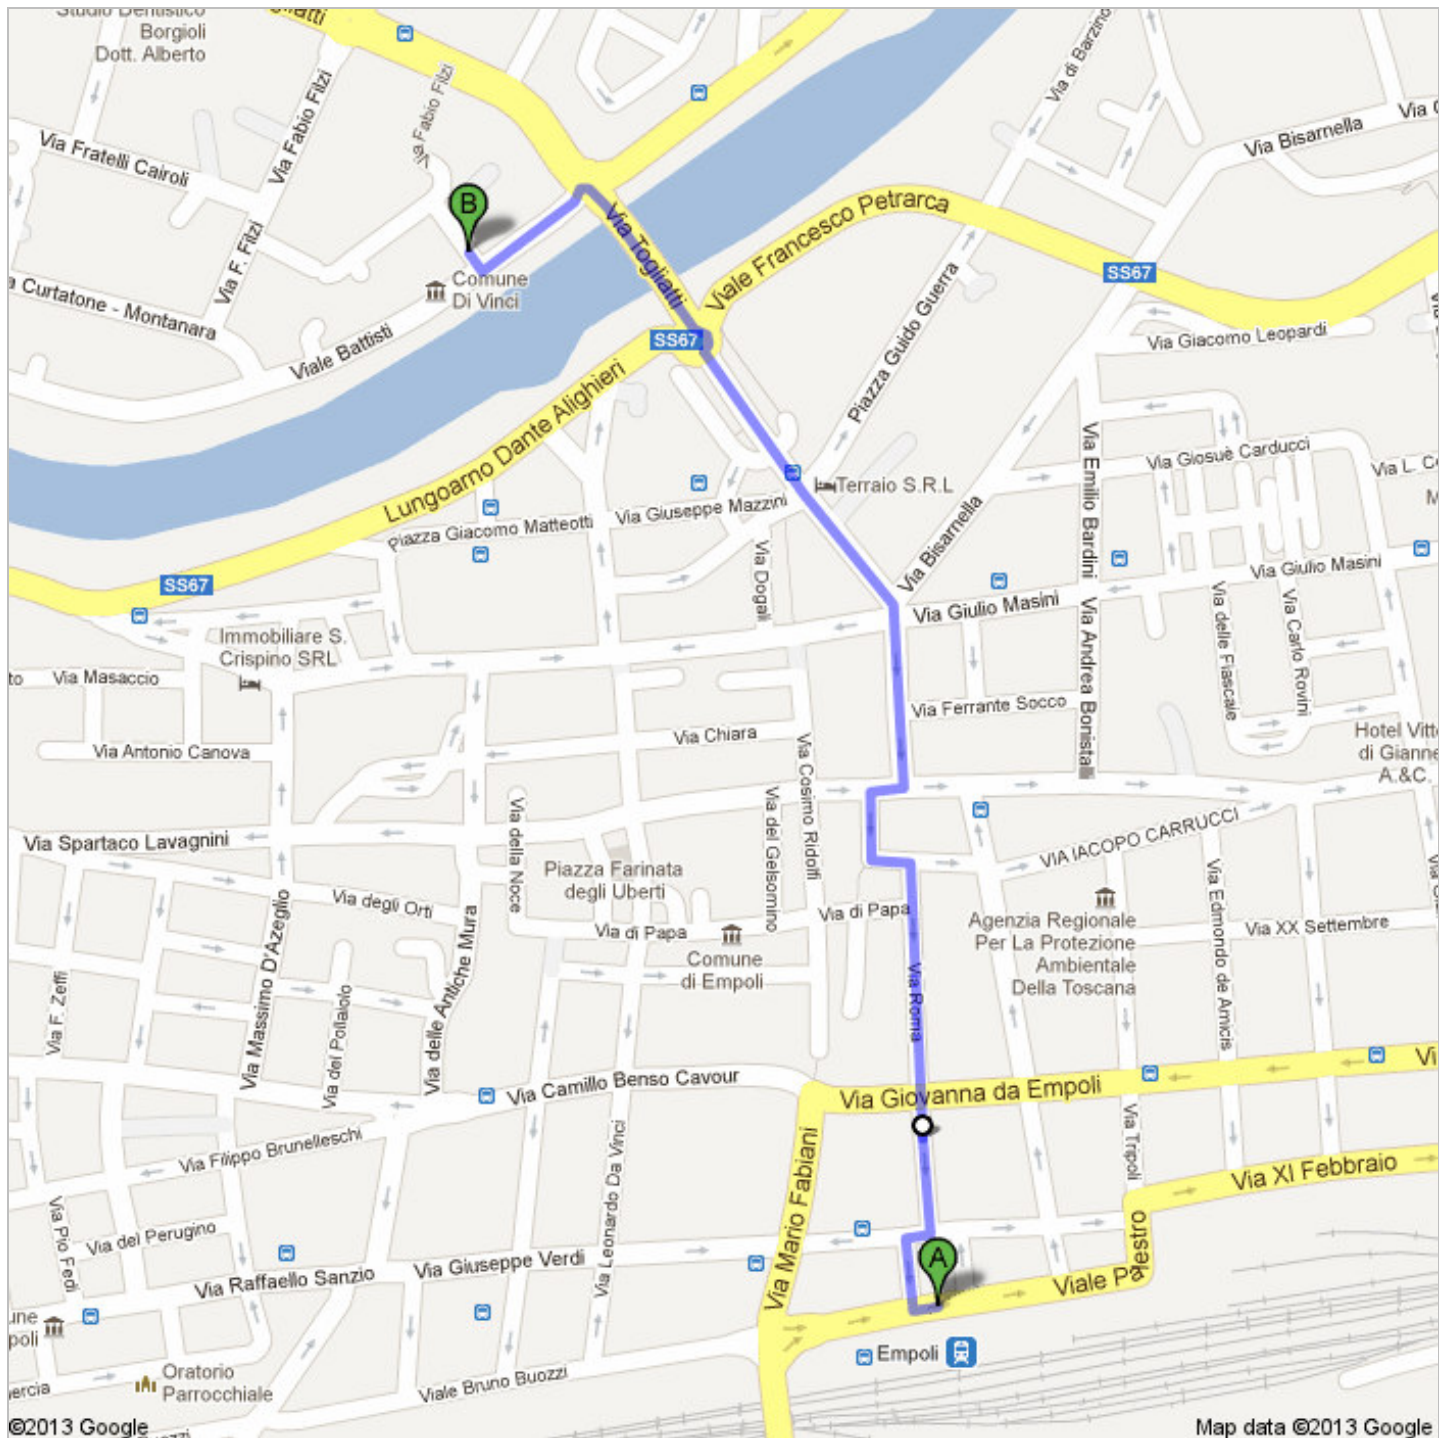 Studio Dentistico
Borgioli
Dott. Alberto
Via Fabio Filzi
Via Fabio Filzi
Via di Barzino
Via Bisarnella
Via Fratelli Cairoli
B
Via Togliatti
Viale Francesco Petrarca
Via F. Filzi
SS67
Comune
Di Vinci
Curtatone - Montanara
Piazza Guido Guerra
Viale Battisti
SS67
Via Giacomo Leopardi
Lungoarno Dante Alighieri
Via Emilio Bardini
Via Giosuè Carducci
Via L.
Terraio S.R.L
Via Giuseppe Mazzini
Piazza Giacomo Matteotti
Via Bisarnella
Via Dogali
SS67
Via Giulio Masini
Via Giulio Masini
Via delle Fiascaie
Via Carlo Rovini
Via Andrea Bonistalli
Immobiliare S.
Crispino SRL
Via Masaccio
Via Ferrante Socco
Via Chiara
Via Antonio Canova
Hotel
di
A.&C.
Via Cosimo Ridolfi
Via del Gelsomino
Via della Noce
Via Spartaco Lavagnini
VIA IACOPO CARRUCCI
Piazza Farinata
degli Uberti
Via degli Orti
Via di Papa
Via di Papa
Via Edmondo de Amicis
Agenzia Regionale
Per La Protezione
Ambientale
Della Toscana
Via XX Settembre
Comune
di Empoli
Via Roma
Via F. Zeffi
Via Massimo D'Azeglio
Via delle Antiche Mura
Via Camillo Benso Cavour
Via Giovanna da Empoli
Via Filippo Brunelleschi
Via Mario Fabiani
Via Leonardo Da Vinci
Via Tripoli
Via XI Febbraio
Via Pio Fedi
Via del Perugino
Via Raffaello Sanzio
Via Giuseppe Verdi
A
Viale Palestro
Empoli
Oratorio
Parrocchiale
Viale Bruno Buozzi
©2013 Google
Map data ©2013 Google